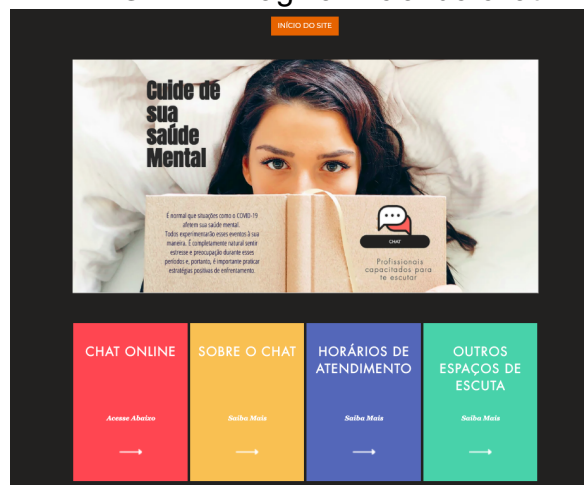 INÍCIO DO SITE
Cuide de
sua
saúde
Mental
É normal que situações como o COVID-19
afetem sua saúde mental.
Todos experimentarão esses eventos à sua
maneira. É completamente natural sentir
estresse e preocupação durante esses
períodos e, portanto, é importante praticar
estratégias positivas de enfrentamento.
CHAT
Profissionais
capacitados para
te escutar
CHAT ONLINE
Acesse Abaixo
SOBRE O CHAT
Saiba Mais
HORÁRIOS DE
ATENDIMENTO
Saiba Mais
OUTROS
ESPAÇOS DE
ESCUTA
Saiba Mais